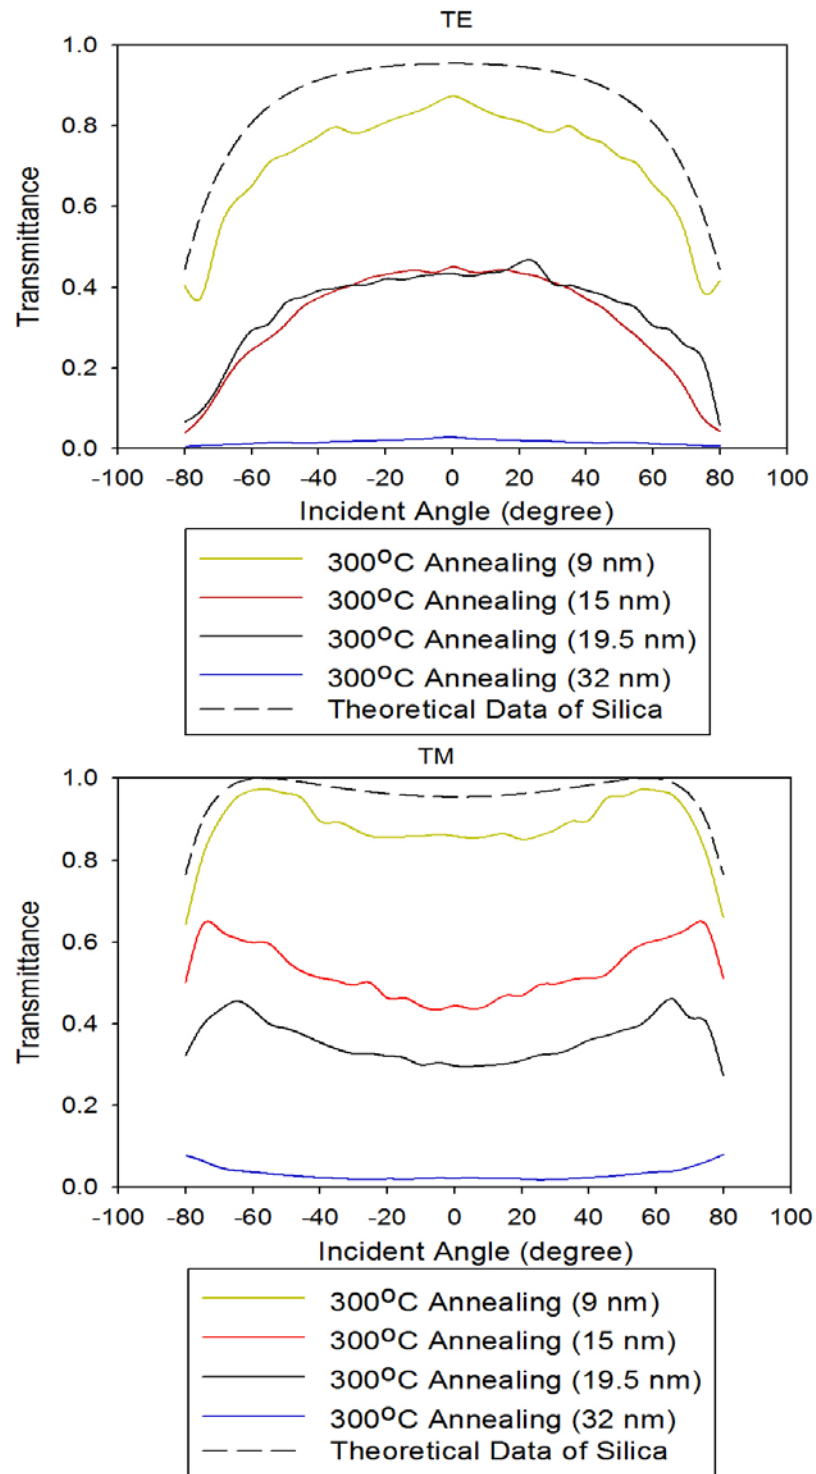 TE
1.0
0.8
0.6
0.4
0.2
0.0
Transmittance
-100 -80 -60 -40 -20 0 20 40 60 80 100
Incident Angle (degree)
300ºC Annealing (9 nm)
300ºC Annealing (15 nm)
300ºC Annealing (19.5 nm)
300ºC Annealing (32 nm)
Theoretical Data of Silica
TM
1.0
0.8
0.6
0.4
0.2
0.0
Transmittance
-100 -80 -60 -40 -20 0 20 40 60 80 100
Incident Angle (degree)
300ºC Annealing (9 nm)
300ºC Annealing (15 nm)
300ºC Annealing (19.5 nm)
300ºC Annealing (32 nm)
Theoretical Data of Silica